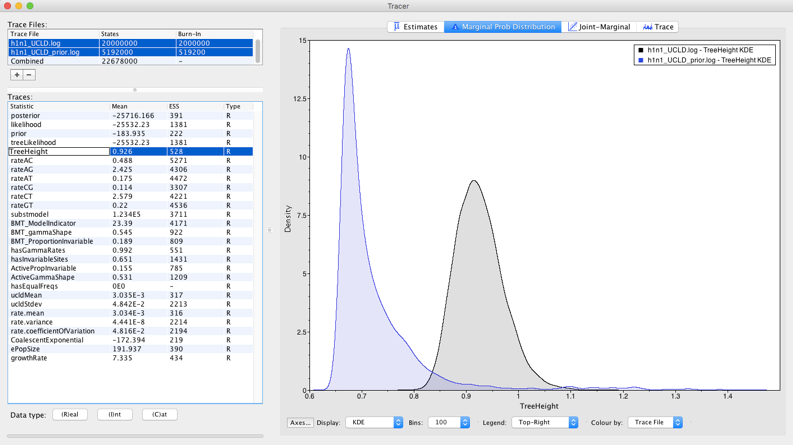 Tracer
Trace Files:
Trace File States Burn-In
h1n1_UCLD.log 20000000 2000000
h1n1_UCLD_prior.log 5192000 519200
Combined 22678000 -
+ −
Traces:
Statistic Mean ESS Type
posterior -25716.166 391 R
likelihood -25532.23 1381 R
prior -183.935 222 R
treeLikelihood -25532.23 1381 R
TreeHeight 0.926 528 R
rateAC 0.488 5271 R
rateAG 2.425 4306 R
rateAT 0.175 4472 R
rateCG 0.114 3307 R
rateCT 2.579 4221 R
rateGT 0.22 4536 R
substmodel 1.234E5 3711 R
BMT_ModelIndicator 23.39 4171 R
BMT_gammaShape 0.545 922 R
BMT_ProportionInvariable 0.189 809 R
hasGammaRates 0.992 551 R
hasInvariableSites 0.651 1431 R
ActivePropInvariable 0.155 785 R
ActiveGammaShape 0.531 1209 R
hasEqualFreqs 0E0 - R
ucldMean 3.035E-3 317 R
ucldStdev 4.842E-2 2213 R
rate.mean 3.034E-3 316 R
rate.variance 4.441E-8 2214 R
rate.coefficientOfVariation 4.816E-2 2194 R
CoalescentExponential -172.394 219 R
ePopSize 191.937 390 R
growthRate 7.335 434 R
Data type: (R)eal (I)nt (C)at
Estimates Marginal Prob Distribution Joint-Marginal Trace
h1n1_UCLD.log - TreeHeight KDE
h1n1_UCLD_prior.log - TreeHeight KDE
15
12.5
10
7.5
5
2.5
0
Density
0.6 0.7 0.8 0.9 1 1.1 1.2 1.3 1.4
TreeHeight
Axes... Display: KDE Bins: 100 Legend: Top-Right Colour by: Trace File